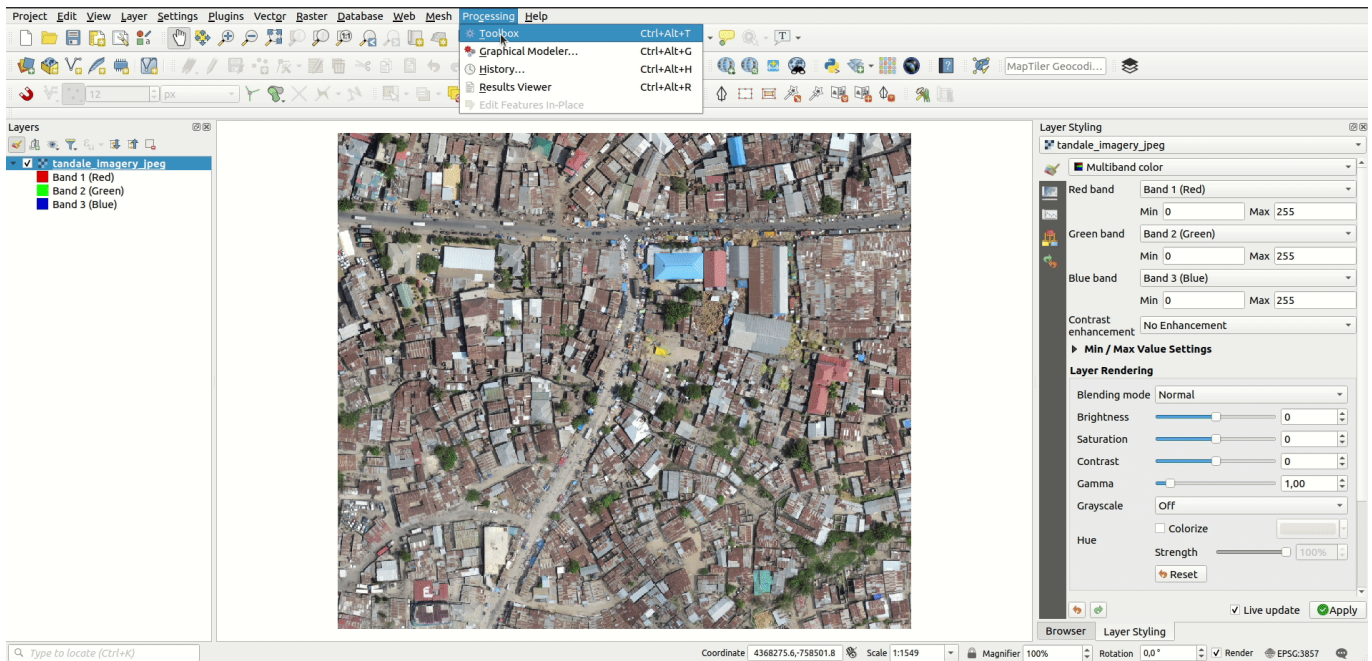 Project Edit View Layer Settings Plugins Vector Raster Database Web Mesh Processing Help
Toolbox Ctrl+Alt+T
Graphical Modeler... Ctrl+Alt+G
History... Ctrl+Alt+H
Results Viewer Ctrl+Alt+R
Edit Features In-Place
T
MapTiler Geocodi...
12 px
Layers
tandale_imagery_jpeg
Band 1 (Red)
Band 2 (Green)
Band 3 (Blue)
Layer Styling
tandale_imagery_jpeg
Multiband color
Red band Band 1 (Red)
Min 0 Max 255
Green band Band 2 (Green)
Min 0 Max 255
Blue band Band 3 (Blue)
Min 0 Max 255
Contrast
enhancement No Enhancement
Min / Max Value Settings
Layer Rendering
Blending mode Normal
Brightness 0
Saturation 0
Contrast 0
Gamma 1,00
Grayscale Off
Colorize
Hue
Strength 100%
Reset
Live update Apply
Browser Layer Styling
Type to locate (Ctrl+K) Coordinate 4368275.6,-758501.8 Scale 1:1549 Magnifier 100% Rotation 0,0° Render EPSG:3857